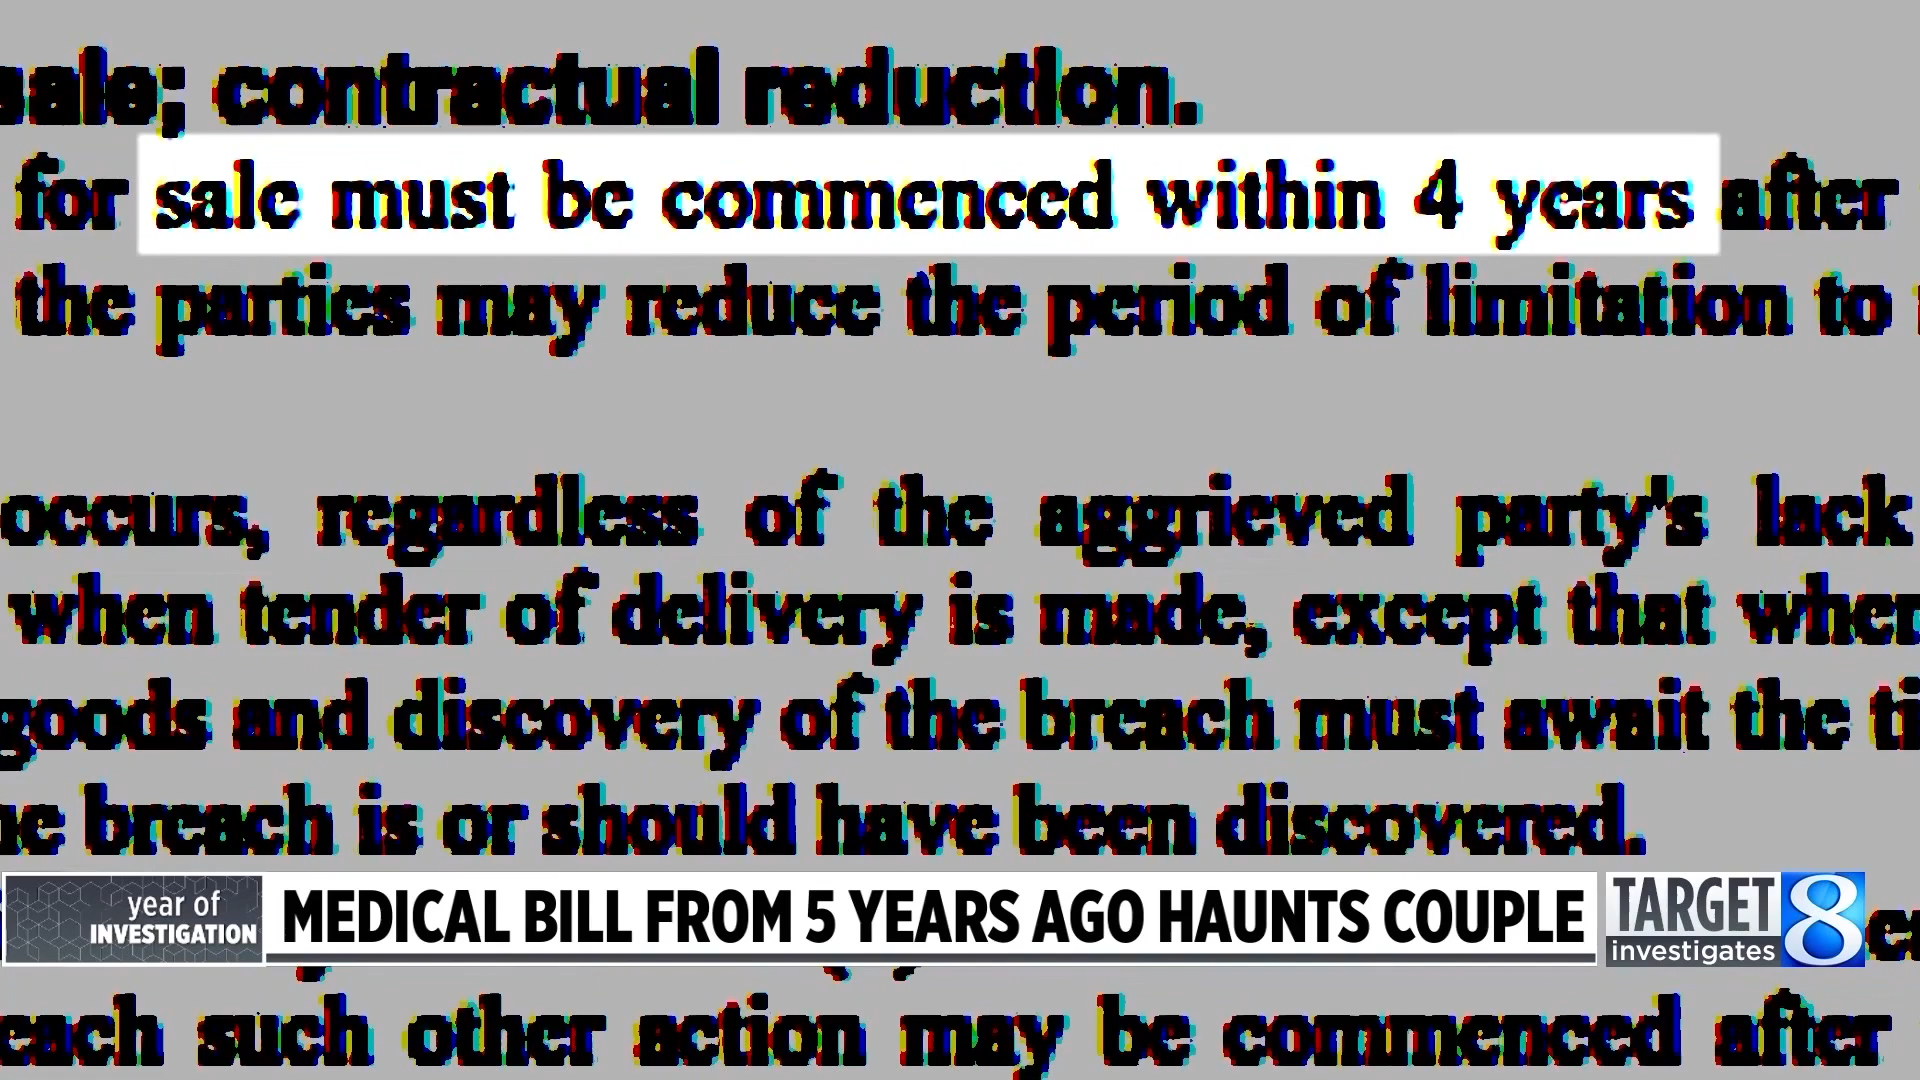 sale; contractual reduction.
for sale must be commenced within 4 years after
the parties may reduce the period of limitation to
occurs, regardless of the aggrieved party's lack
when tender of delivery is made, except that wher
goods and discovery of the breach must await the ti
he breach is or should have been discovered.
year of
INVESTIGATION
MEDICAL BILL FROM 5 YEARS AGO HAUNTS COUPLE
TARGET
investigates
8
each such other action may be commenced after